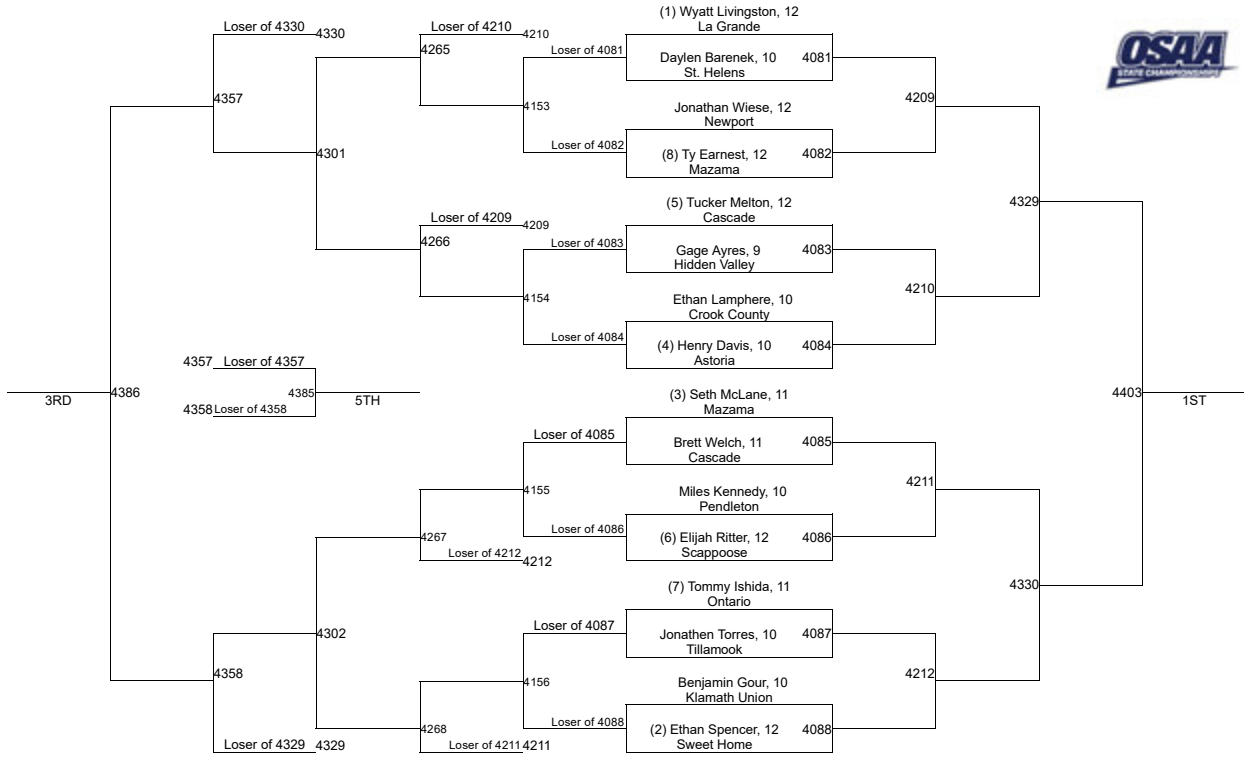 (1) Wyatt Livingston, 12
La Grande
Loser of 4330 4330
Loser of 4210 4210
OSAA
STATE CHAMPIONSHIPS
4265
Loser of 4081
Daylen Barenek, 10 4081
St. Helens
4357
4153
4209
Jonathan Wiese, 12
Newport
4301
Loser of 4082
(8) Ty Earnest, 12 4082
Mazama
(5) Tucker Melton, 12
Cascade
4329
Loser of 4209 4209
4266
Loser of 4083
Gage Ayres, 9 4083
Hidden Valley
4154
4210
Ethan Lamphere, 10
Crook County
Loser of 4084
(4) Henry Davis, 10 4084
Astoria
4357 Loser of 4357
3RD
4386
4385
5TH
4403
1ST
4358 Loser of 4358
(3) Seth McLane, 11
Mazama
Loser of 4085
Brett Welch, 11 4085
Cascade
4155
4211
Miles Kennedy, 10
Pendleton
4267
Loser of 4086
(6) Elijah Ritter, 12 4086
Scappoose
Loser of 4212 4212
(7) Tommy Ishida, 11
Ontario
4330
4302
Loser of 4087
Jonathen Torres, 10 4087
Tillamook
4358
4156
4212
Benjamin Gour, 10
Klamath Union
4268
Loser of 4088
(2) Ethan Spencer, 12 4088
Sweet Home
Loser of 4329 4329
Loser of 4211 4211